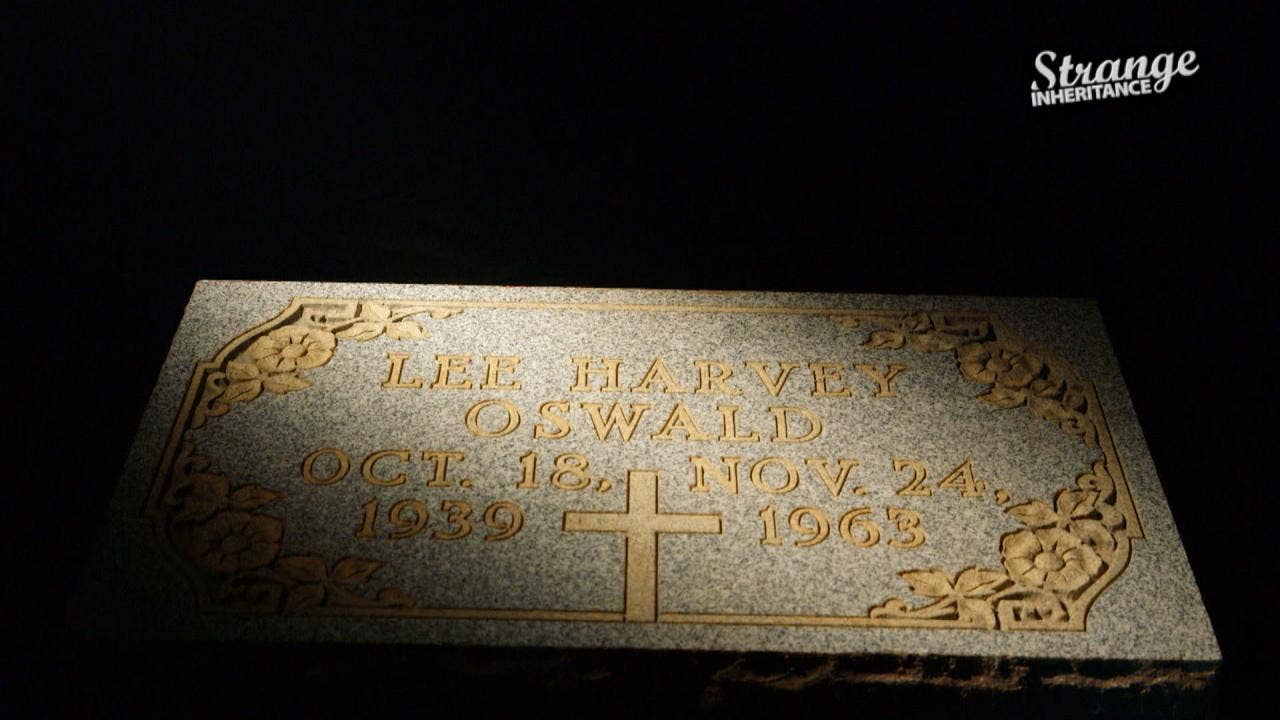 Strange
INHERITANCE
LEE HARVEY
OSWALD
OCT. 18, NOV. 24,
1939 1963